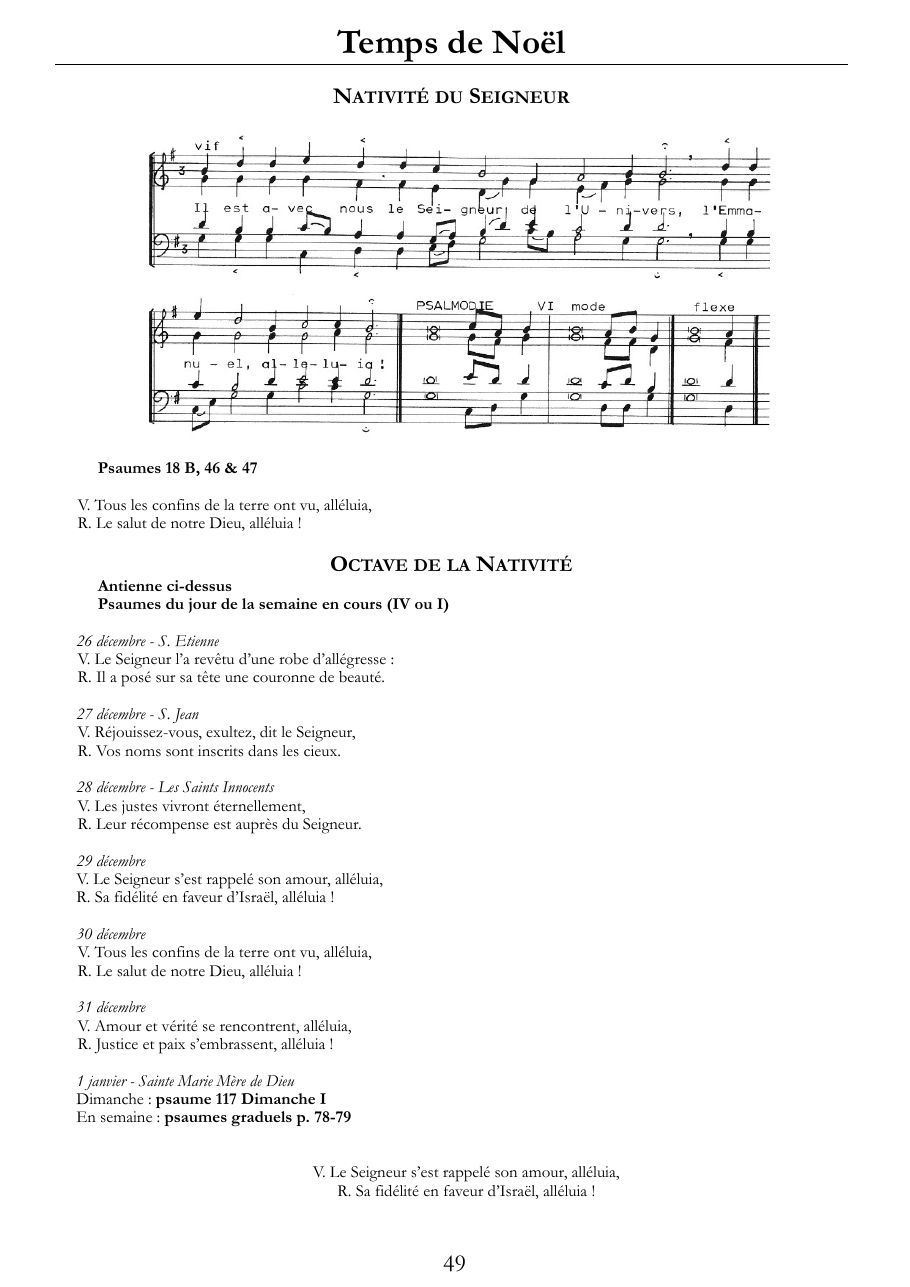 Temps de Noël
NATIVITÉ DU SEIGNEUR
vif
3
Il est a- vec nous le Sei- gneur de l'U - ni-vers, l'Emma-
3
PSALMODIE VI mode flexe
nu - el, al- le- lu- ia !
Psaumes 18 B, 46 & 47
V. Tous les confins de la terre ont vu, alléluia,
R. Le salut de notre Dieu, alléluia !
OCTAVE DE LA NATIVITÉ
Antienne ci-dessus
Psaumes du jour de la semaine en cours (IV ou I)
26 décembre - S. Etienne
V. Le Seigneur l’a revêtu d’une robe d’allégresse :
R. Il a posé sur sa tête une couronne de beauté.
27 décembre - S. Jean
V. Réjouissez-vous, exultez, dit le Seigneur,
R. Vos noms sont inscrits dans les cieux.
28 décembre - Les Saints Innocents
V. Les justes vivront éternellement,
R. Leur récompense est auprès du Seigneur.
29 décembre
V. Le Seigneur s’est rappelé son amour, alléluia,
R. Sa fidélité en faveur d’Israël, alléluia !
30 décembre
V. Tous les confins de la terre ont vu, alléluia,
R. Le salut de notre Dieu, alléluia !
31 décembre
V. Amour et vérité se rencontrent, alléluia,
R. Justice et paix s’embrassent, alléluia !
1 janvier - Sainte Marie Mère de Dieu
Dimanche : psaume 117 Dimanche I
En semaine : psaumes graduels p. 78-79
V. Le Seigneur s’est rappelé son amour, alléluia,
R. Sa fidélité en faveur d’Israël, alléluia !
49